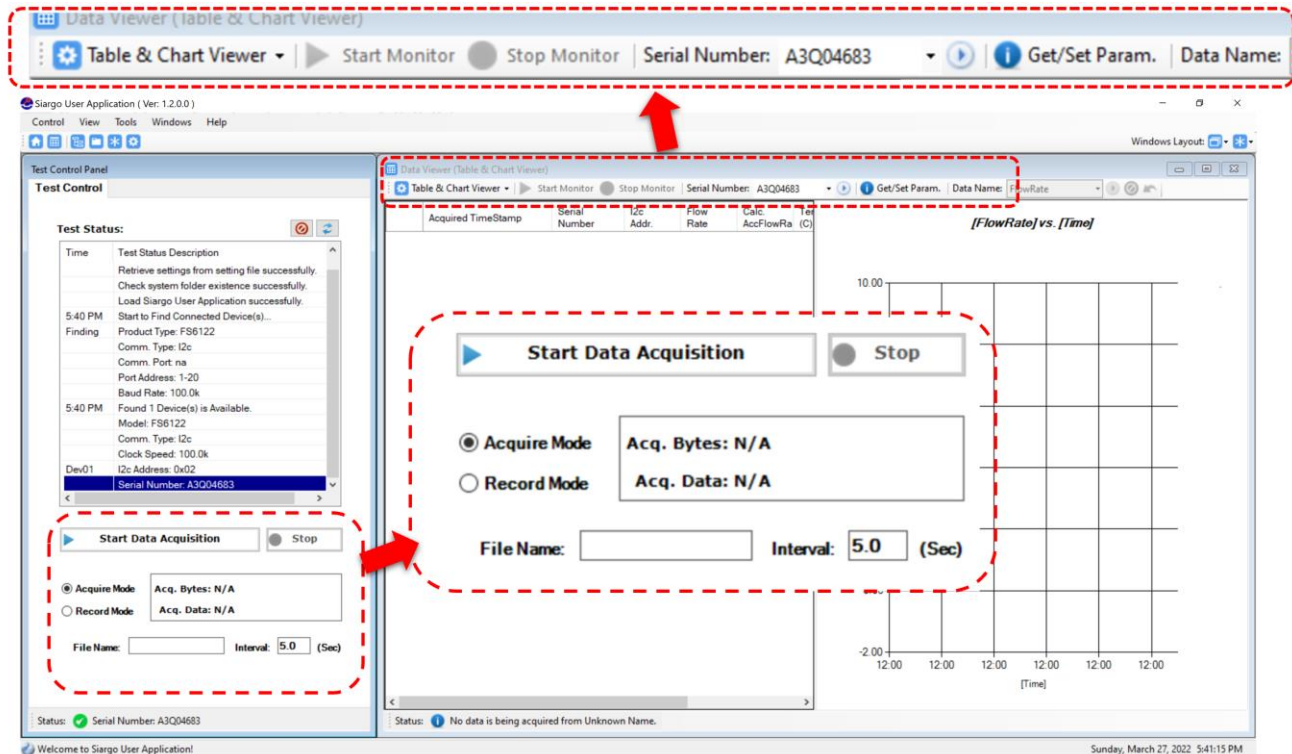 Data Viewer (Table & Chart Viewer)
Table & Chart Viewer Start Monitor Stop Monitor Serial Number: A3Q04683 Get/Set Param. Data Name:
Siargo User Application ( Ver: 1.2.0.0 )
Control View Tools Windows Help
Windows Layout:
Test Control Panel
Test Control
Test Status:
Time Test Status Description
Retrieve settings from setting file successfully.
Check system folder existence successfully.
Load Siargo User Application successfully.
5:40 PM Start to Find Connected Device(s)...
Finding Product Type: FS6122
Comm. Type: I2c
Comm. Port: na
Port Address: 1-20
Baud Rate: 100.0k
5:40 PM Found 1 Device(s) is Available.
Model: FS6122
Comm. Type: I2c
Clock Speed: 100.0k
Dev01 I2c Address: 0x02
Serial Number: A3Q04683
Start Data Acquisition Stop
Acquire Mode Acq. Bytes: N/A
Record Mode Acq. Data: N/A
File Name: Interval: 5.0 (Sec)
Status: Serial Number: A3Q04683
Data Viewer (Table & Chart Viewer)
Table & Chart Viewer Start Monitor Stop Monitor Serial Number: A3Q04683 Get/Set Param. Data Name: FlowRate
Acquired TimeStamp Serial Number I2c Addr. Flow Rate Calc. AccFlowRa (C)
Start Data Acquisition Stop
Acquire Mode Acq. Bytes: N/A
Record Mode Acq. Data: N/A
File Name: Interval: 5.0 (Sec)
[FlowRate] vs. [Time]
10.00
-2.00
12:00 12:00 12:00 12:00 12:00 12:00
[Time]
Status: No data is being acquired from Unknown Name.
Welcome to Siargo User Application!
Sunday, March 27, 2022 5:41:15 PM